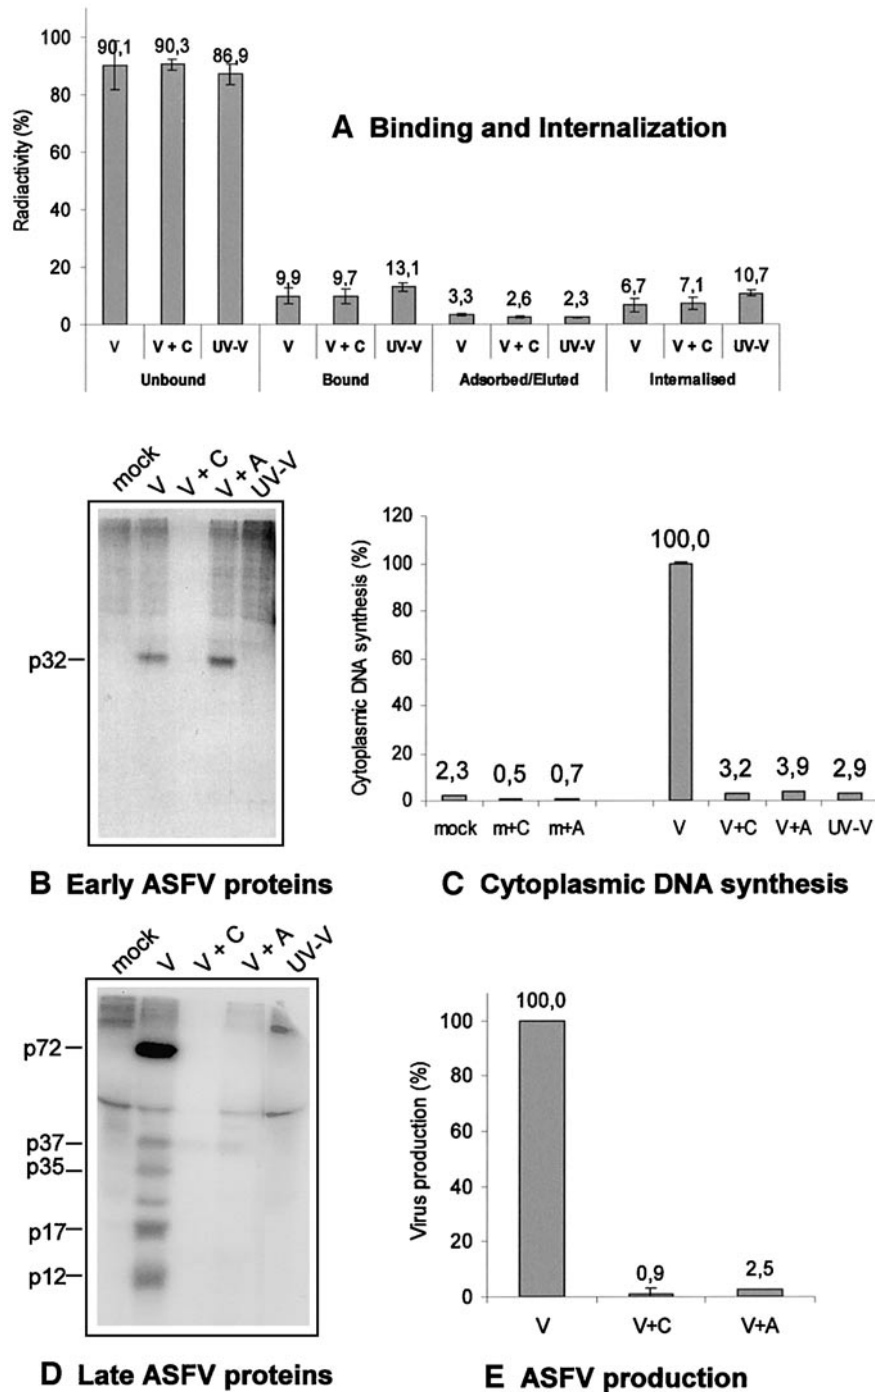 100
80
60
40
20
0
Radiactivity (%)
90,1
90,3
86,9
A Binding and Internalization
9,9
9,7
13,1
3,3
2,6
2,3
6,7
7,1
10,7
V V + C UV-V V V + C UV-V V V + C UV-V V V + C UV-V
Unbound Bound Adsorbed/Eluted Internalised
mock V V + C V + A UV-V
p32
B Early ASFV proteins
120
100
80
60
40
20
0
Cytoplasmic DNA synthesis (%)
2,3
0,5
0,7
100,0
3,2
3,9
2,9
mock m+C m+A V V+C V+A UV-V
C Cytoplasmic DNA synthesis
mock V V + C V + A UV-V
p72
p37
p35
p17
p12
D Late ASFV proteins
100
80
60
40
20
0
Virus production (%)
100,0
0,9
2,5
V V+C V+A
E ASFV production